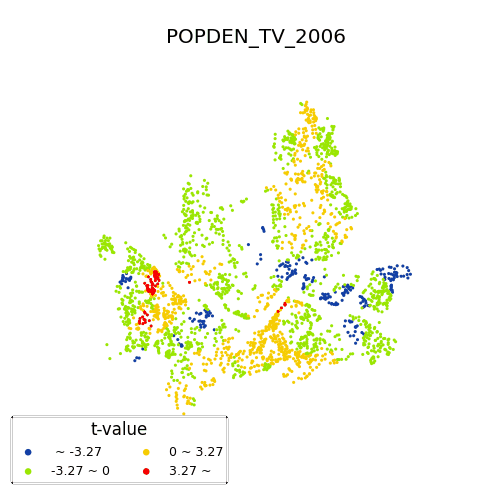 POPDEN_TV_2006
t-value
~ -3.27
0 ~ 3.27
-3.27 ~ 0
3.27 ~